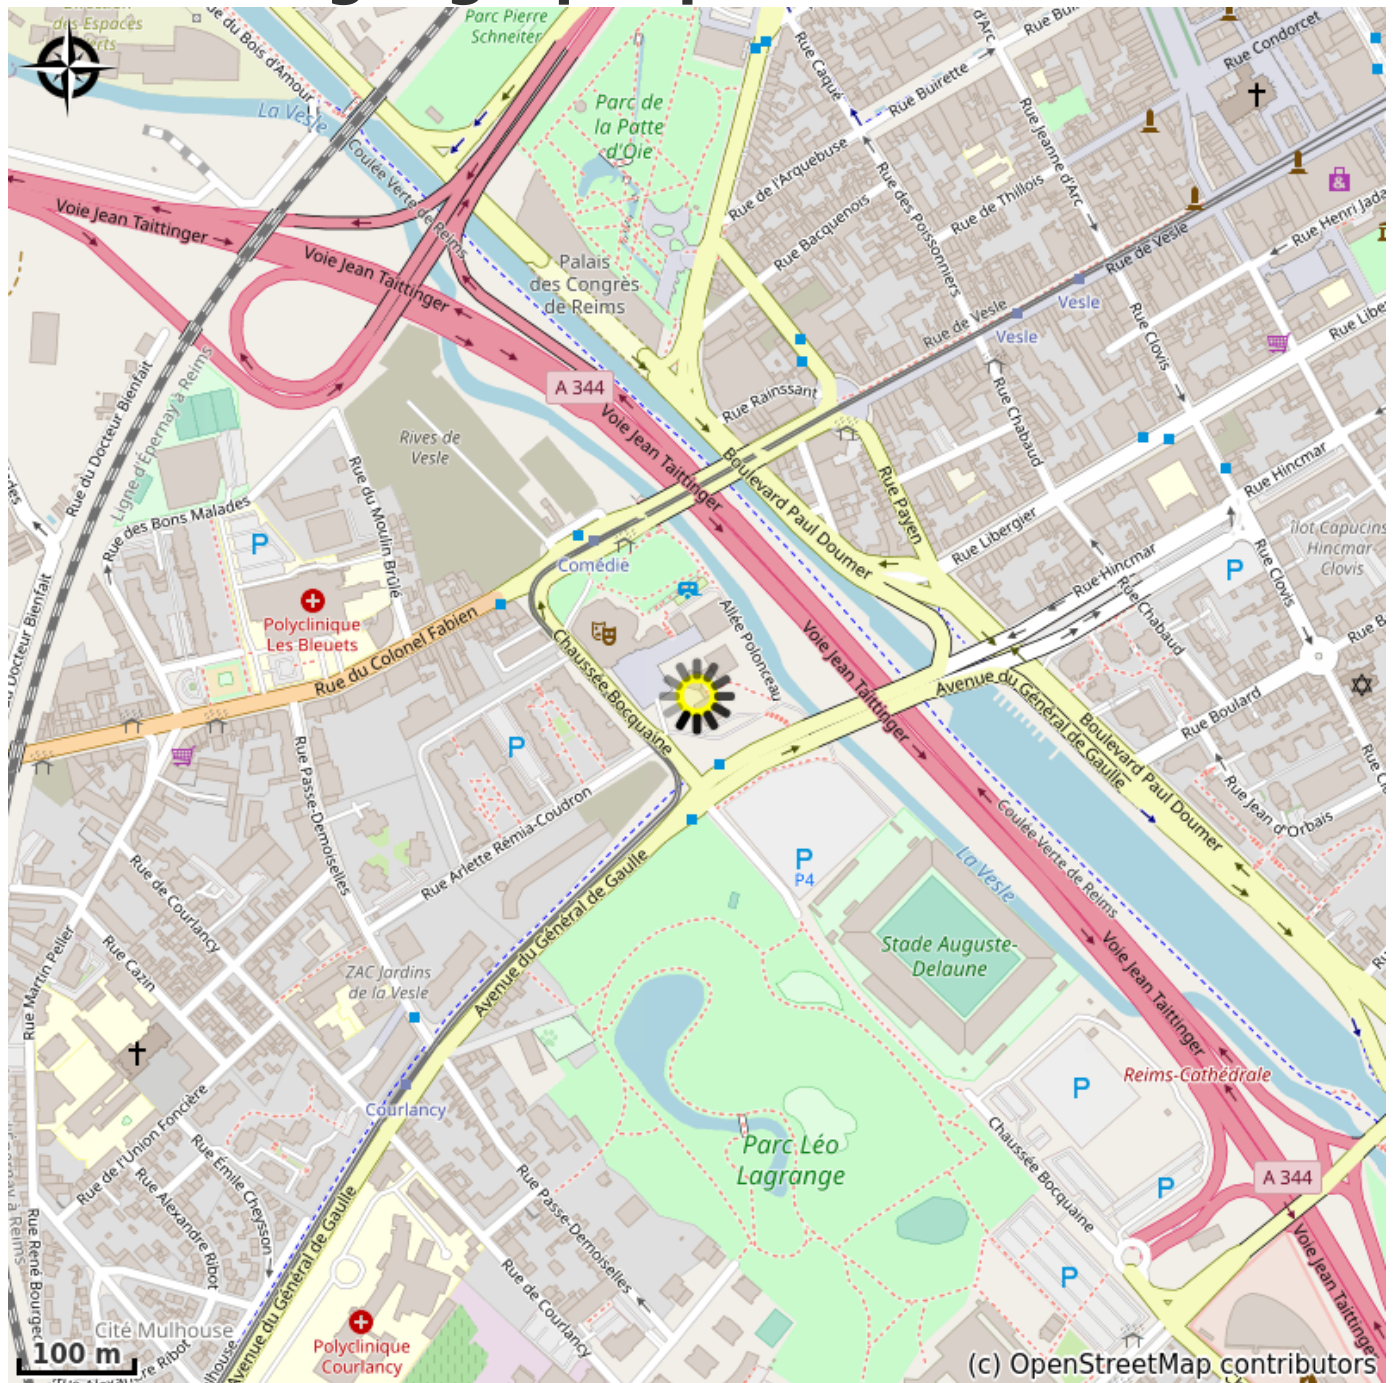 Parc Pierre
Schneiter
des Espaces
Rue Condorcet
Rue Caqué
Rue Buirette
Parc de
la Patte
d'Oie
La Vesle
Rue de l'Arquebuse
Rue Jeanne d'Arc
Coulée Verte de Reims
Rue des Poissonniers
Rue de Thillois
Rue Bacquenois
Voie Jean Taittinger
Voie Jean Taittinger
Rue de Vesle
Palais
des Congrès
de Reims
Vesle
Rue de Vesle
Vesle
Rue Clovis
A 344
Rue Rainssant
Rue Chabaud
Voie Jean Taittinger
Rue du Docteur Bienfait
Ligne d'Épernay à Reims
Rives de
Vesle
Boulevard Paul Doumer
Rue Payen
Rue Hincmar
Rue des Bons Malades
Rue du Moulin Brûlé
P
Rue Libergier
îlot Capucins
Hincmar
Clovis
Comédie
Rue Hincmar
P
Rue Clovis
Polyclinique
Les Bleuets
Rue Chabaud
Allée Polonceau
Rue du Colonel Fabien
Chaussée Bocquaine
Voie Jean Taittinger
Avenue du Général de Gaulle
Boulevard Paul Doumer
Rue Boulard
P
Rue Passe-Demoiselles
Rue Jean d'Orbais
Rue Arlette Rémia-Coudron
Coulée Verte de Reims
P
P4
La Vesle
Rue de Courlancy
Avenue du Général de Gaulle
Stade Auguste-
Delaune
Rue Martin Peller
Rue Cazin
ZAC Jardins
de la Vesle
Voie Jean Taittinger
Reims-Cathédrale
P
Courlancy
Rue de l'Union Foncière
Rue Émile Cheysson
Rue Alexandre Ribot
Parc Léo
Lagrange
Chaussée Bocquaine
Rue Passe-Demoiselles
P
A 344
Avenue du Général de Gaulle
Rue de Courlancy
P
Voie Jean Taittinger
Cité Mulhouse
Polyclinique
Courlancy
100 m
(c) OpenStreetMap contributors